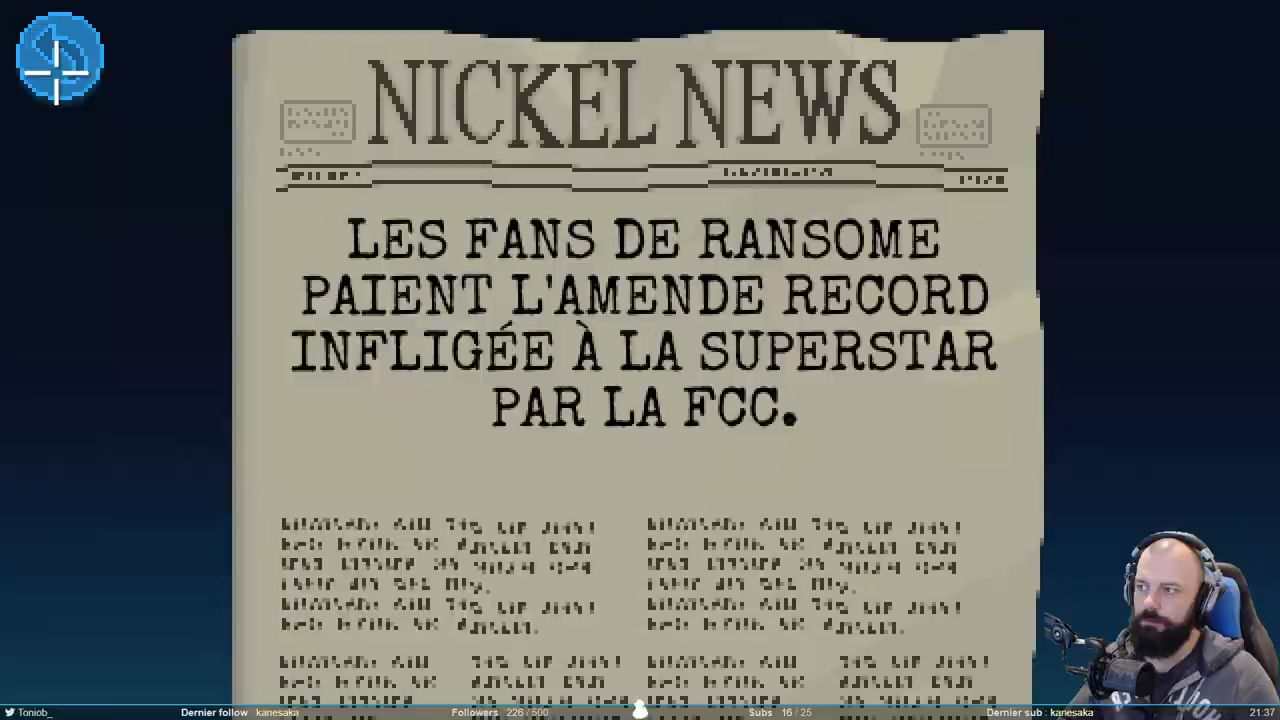 NICKEL NEWS
LES FANS DE RANSOME
PAIENT L'AMENDE RECORD
INFLIGÉE À LA SUPERSTAR
PAR LA FCC.
Toniob_ Dernier follow kanesaka Followers 226 / 500 Subs 16 / 25 Dernier sub : kanesaka 21:37